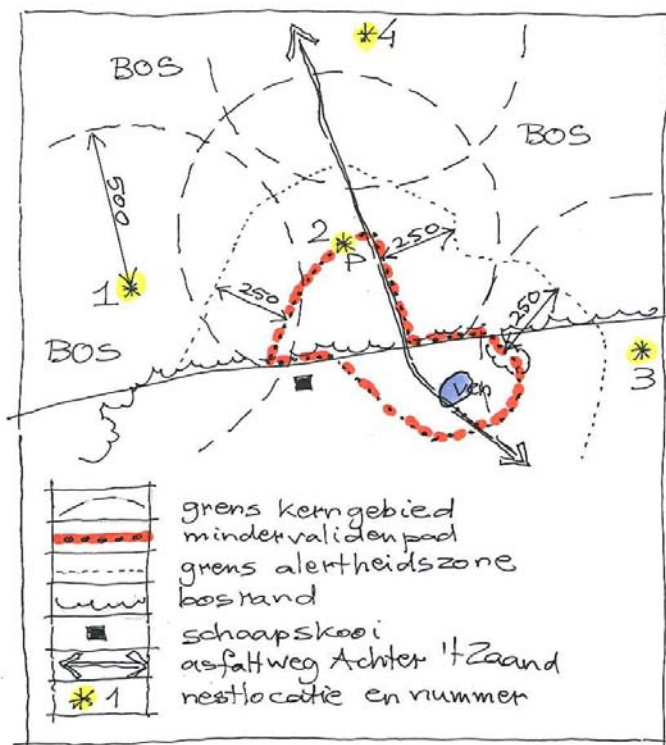 4
BOS
BOS
500
2
P
250
1
250
250
BOS
3
ven
grens kerngebied
mindervalidenpad
grens alertheidszone
bosrand
schaapskooi
asfaltweg Achter 't Zaand
1 nestlocatie en nummer